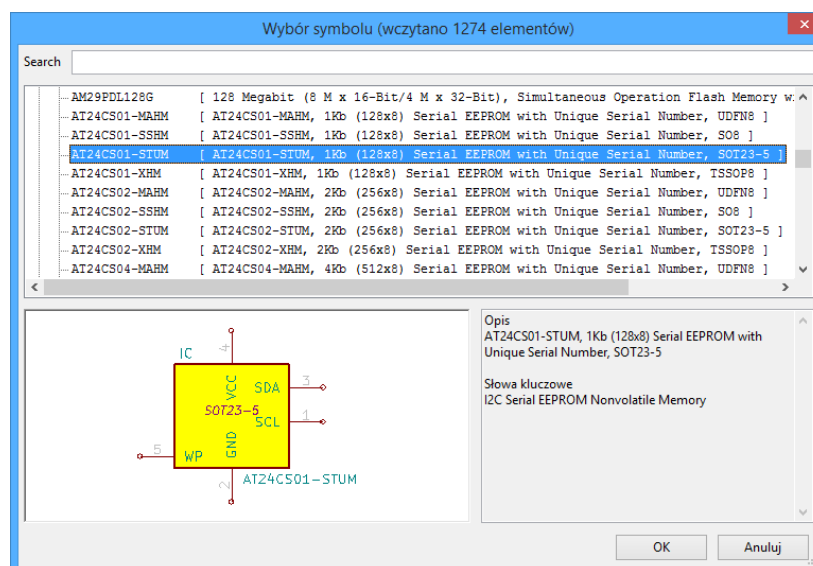 Wybór symbolu (wczytano 1274 elementów)
Search
AM29PDL128G [ 128 Megabit (8 M x 16-Bit/4 M x 32-Bit), Simultaneous Operation Flash Memory w
AT24CS01-MAHM [ AT24CS01-MAHM, 1Kb (128x8) Serial EEPROM with Unique Serial Number, UDFN8 ]
AT24CS01-SSHM [ AT24CS01-SSHM, 1Kb (128x8) Serial EEPROM with Unique Serial Number, SO8 ]
AT24CS01-STUM [ AT24CS01-STUM, 1Kb (128x8) Serial EEPROM with Unique Serial Number, SOT23-5 ]
AT24CS01-XHM [ AT24CS01-XHM, 1Kb (128x8) Serial EEPROM with Unique Serial Number, TSSOP8 ]
AT24CS02-MAHM [ AT24CS02-MAHM, 2Kb (256x8) Serial EEPROM with Unique Serial Number, UDFN8 ]
AT24CS02-SSHM [ AT24CS02-SSHM, 2Kb (256x8) Serial EEPROM with Unique Serial Number, SO8 ]
AT24CS02-STUM [ AT24CS02-STUM, 2Kb (256x8) Serial EEPROM with Unique Serial Number, SOT23-5 ]
AT24CS02-XHM [ AT24CS02-XHM, 2Kb (256x8) Serial EEPROM with Unique Serial Number, TSSOP8 ]
AT24CS04-MAHM [ AT24CS04-MAHM, 4Kb (512x8) Serial EEPROM with Unique Serial Number, UDFN8 ]
IC
4
VCC
SDA
3
SOT23-5
SCL
1
5
WP
GND
2
AT24CS01-STUM
Opis
AT24CS01-STUM, 1Kb (128x8) Serial EEPROM with
Unique Serial Number, SOT23-5
Słowa kluczowe
I2C Serial EEPROM Nonvolatile Memory
OK
Anuluj